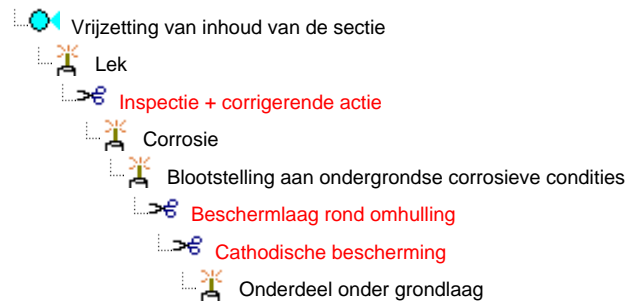 Vrijzetting van inhoud van de sectie
Lek
Inspectie + corrigerende actie
Corrosie
Blootstelling aan ondergrondse corrosieve condities
Beschermlaag rond omhulling
Cathodische bescherming
Onderdeel onder grondlaag